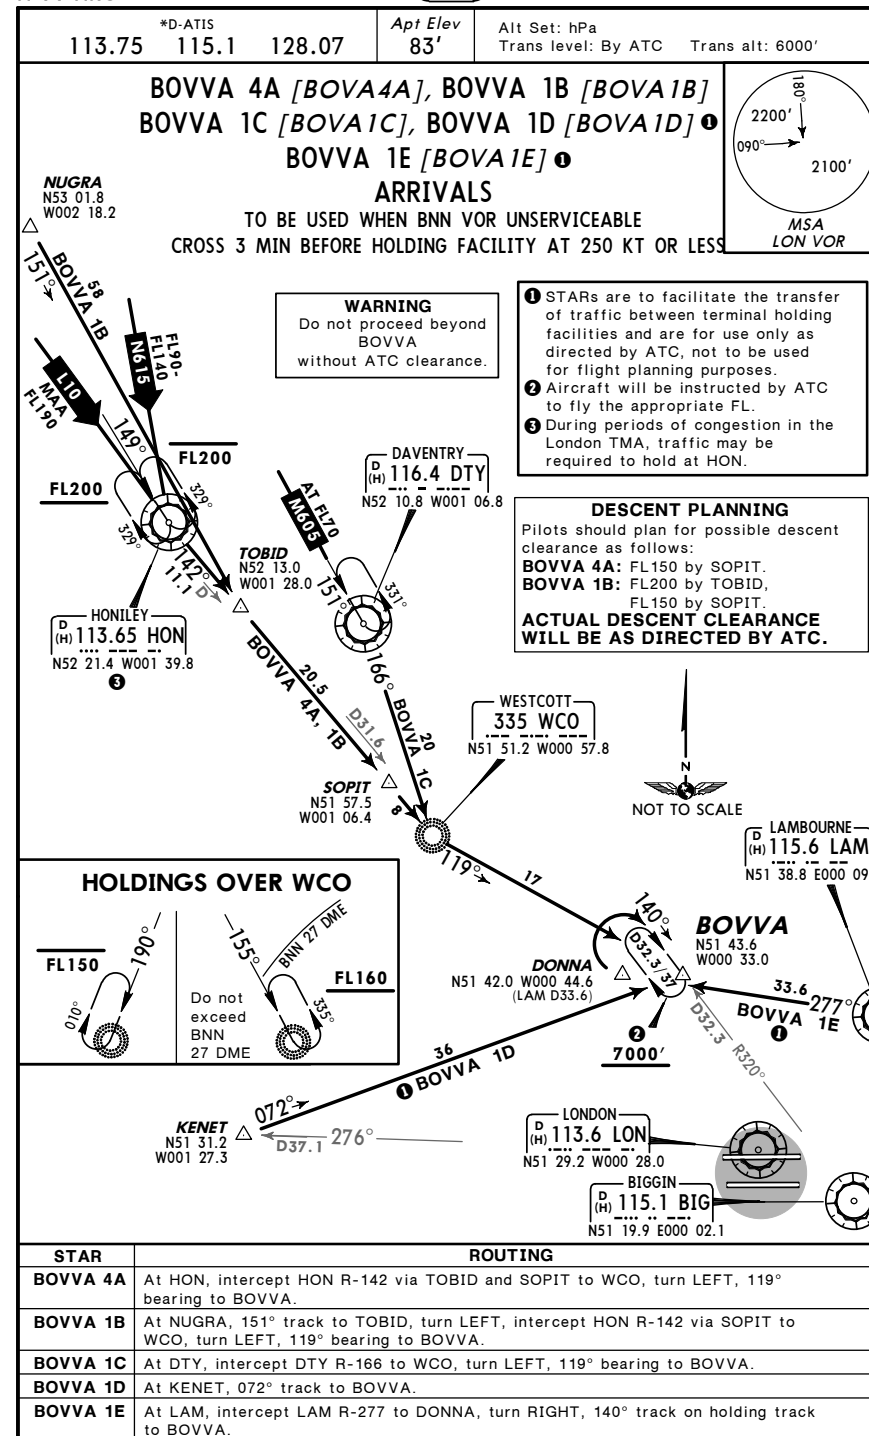 *D-ATIS
113.75 115.1 128.07
Apt Elev
83'
Alt Set: hPa
Trans level: By ATC Trans alt: 6000'
BOVVA 4A [BOVA4A], BOVVA 1B [BOVA1B]
BOVVA 1C [BOVA1C], BOVVA 1D [BOVA1D] ❶
BOVVA 1E [BOVA1E] ❶
ARRIVALS
TO BE USED WHEN BNN VOR UNSERVICEABLE
CROSS 3 MIN BEFORE HOLDING FACILITY AT 250 KT OR LESS
180°
2200'
090°
2100'
MSA
LON VOR
NUGRA
N53 01.8
W002 18.2
151°
58
BOVVA 1B
FL90-
FL140
N615
L10
MAA
FL190
149°
FL200
FL200
329°
329°
142°
11.1
D
HONILEY
D
(H) 113.65 HON
N52 21.4 W001 39.8
❸
WARNING
Do not proceed beyond
BOVVA
without ATC clearance.
❶ STARs are to facilitate the transfer
of traffic between terminal holding
facilities and are for use only as
directed by ATC, not to be used
for flight planning purposes.
❷ Aircraft will be instructed by ATC
to fly the appropriate FL.
❸ During periods of congestion in the
London TMA, traffic may be
required to hold at HON.
DAVENTRY
D
(H) 116.4 DTY
N52 10.8 W001 06.8
AT FL70
M605
151°
331°
TOBID
N52 13.0
W001 28.0
DESCENT PLANNING
Pilots should plan for possible descent
clearance as follows:
BOVVA 4A: FL150 by SOPIT.
BOVVA 1B: FL200 by TOBID,
FL150 by SOPIT.
ACTUAL DESCENT CLEARANCE
WILL BE AS DIRECTED BY ATC.
20.5
BOVVA 4A, 1B
D31.6
166°
20
BOVVA 1C
SOPIT
N51 57.5
W001 06.4
8
WESTCOTT
335 WCO
N51 51.2 W000 57.8
N
NOT TO SCALE
LAMBOURNE
D
(H) 115.6 LAM
N51 38.8 E000 09
119°
17
HOLDINGS OVER WCO
FL150
190°
010°
Do not
exceed
BNN
27 DME
155°
BNN 27 DME
FL160
335°
140°
D32.3/37
BOVVA
N51 43.6
W000 33.0
DONNA
N51 42.0 W000 44.6
(LAM D33.6)
33.6
277°
BOVVA 1E
❶
❷
7000'
D32.3
R320°
36
❶ BOVVA 1D
072°
KENET
N51 31.2
W001 27.3
D37.1 276°
LONDON
D
(H) 113.6 LON
N51 29.2 W000 28.0
BIGGIN
D
(H) 115.1 BIG
N51 19.9 E000 02.1
STAR ROUTING
BOVVA 4A At HON, intercept HON R-142 via TOBID and SOPIT to WCO, turn LEFT, 119°
bearing to BOVVA.
BOVVA 1B At NUGRA, 151° track to TOBID, turn LEFT, intercept HON R-142 via SOPIT to
WCO, turn LEFT, 119° bearing to BOVVA.
BOVVA 1C At DTY, intercept DTY R-166 to WCO, turn LEFT, 119° bearing to BOVVA.
BOVVA 1D At KENET, 072° track to BOVVA.
BOVVA 1E At LAM, intercept LAM R-277 to DONNA, turn RIGHT, 140° track on holding track
to BOVVA.